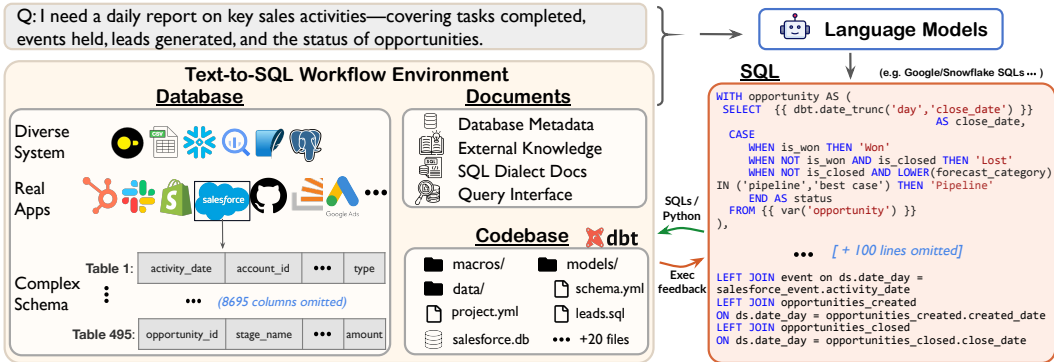 Q: I need a daily report on key sales activities—covering tasks completed,
events held, leads generated, and the status of opportunities.
Language Models
Text-to-SQL Workflow Environment
Database
Diverse
System
CSV
Real
Apps
salesforce
Google Ads
•••
Complex
Schema
Table 1:
activity_date
account_id
•••
type
••• (8695 columns omitted)
Table 495:
opportunity_id
stage_name
•••
amount
Documents
Database Metadata
External Knowledge
SQL Dialect Docs
Query Interface
Codebase
dbt
macros/
models/
data/
schema.yml
project.yml
leads.sql
salesforce.db
••• +20 files
SQLs /
Python
Exec
feedback
SQL
(e.g. Google/Snowflake SQLs •••)
WITH opportunity AS (
SELECT {{ dbt.date_trunc('day','close_date') }}
AS close_date,
CASE
WHEN is_won THEN 'Won'
WHEN NOT is_won AND is_closed THEN 'Lost'
WHEN NOT is_closed AND LOWER(forecast_category)
IN ('pipeline','best case') THEN 'Pipeline'
END AS status
FROM {{ var('opportunity') }}
),
••• [ + 100 lines omitted]
LEFT JOIN event on ds.date_day =
salesforce_event.activity_date
LEFT JOIN opportunities_created
ON ds.date_day = opportunities_created.created_date
LEFT JOIN opportunities_closed
ON ds.date_day = opportunities_closed.close_date